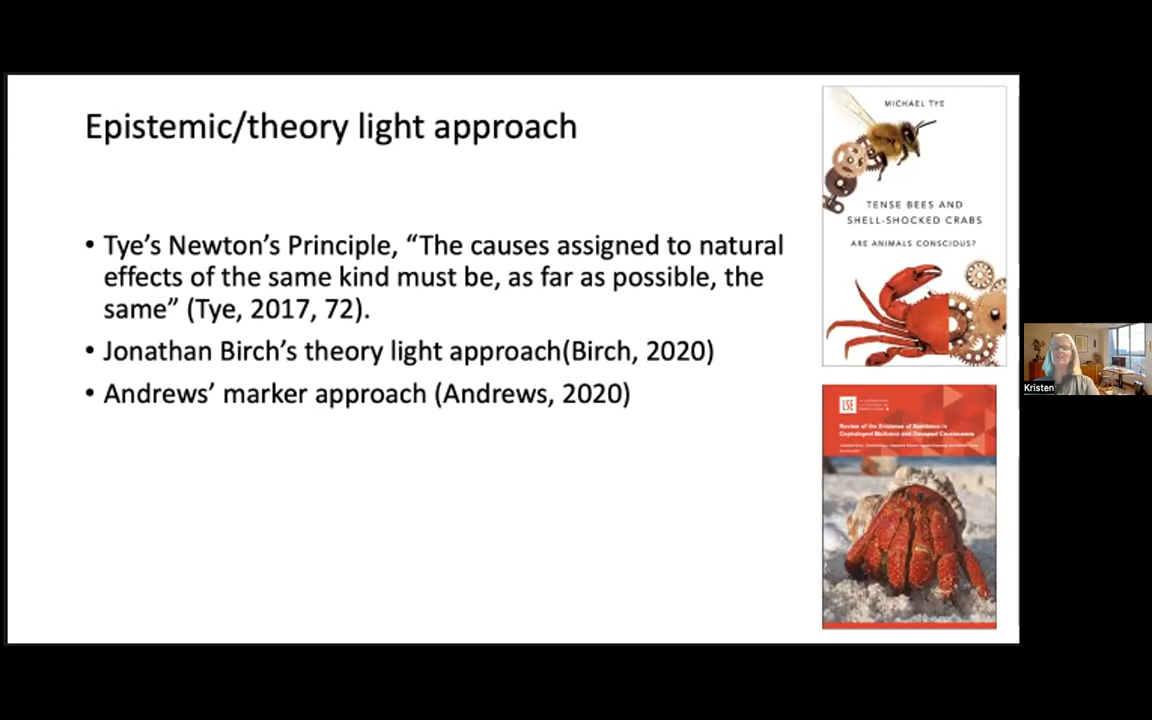 Epistemic/theory light approach
• Tye’s Newton’s Principle, “The causes assigned to natural
effects of the same kind must be, as far as possible, the
same” (Tye, 2017, 72).
• Jonathan Birch’s theory light approach(Birch, 2020)
• Andrews’ marker approach (Andrews, 2020)
MICHAEL TYE
TENSE BEES AND
SHELL-SHOCKED CRABS
ARE ANIMALS CONSCIOUS?
LSE
Review of the Evidence of Sentience in
Cephalopod Molluscs and Decapod Crustaceans
Kristen